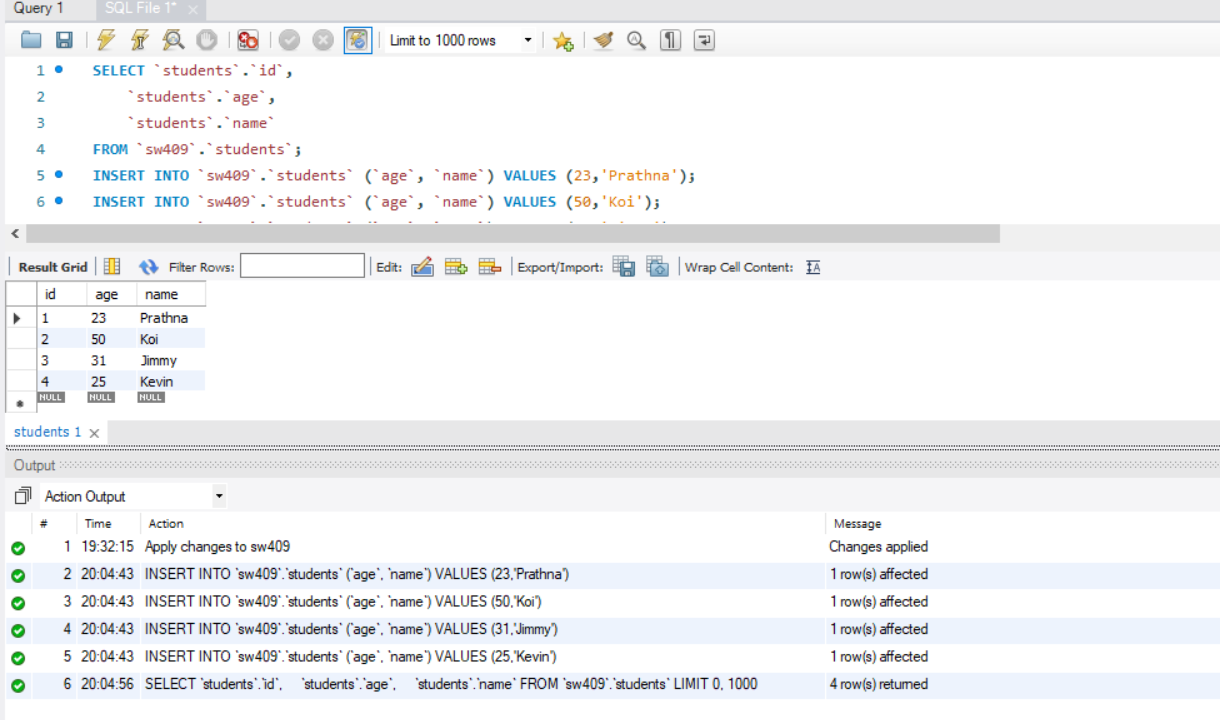 Query 1 SQL File 1* ×
Limit to 1000 rows
1 SELECT `students`.`id`,
2 `students`.`age`,
3 `students`.`name`
4 FROM `sw409`.`students`;
5 INSERT INTO `sw409`.`students` (`age`, `name`) VALUES (23,'Prathna');
6 INSERT INTO `sw409`.`students` (`age`, `name`) VALUES (50,'Koi');
Result Grid Filter Rows: Edit: Export/Import: Wrap Cell Content: IA
id age name
1 23 Prathna
2 50 Koi
3 31 Jimmy
4 25 Kevin
NULL NULL NULL
students 1 ×
Output
Action Output
# Time Action Message
1 19:32:15 Apply changes to sw409 Changes applied
2 20:04:43 INSERT INTO `sw409`.`students` (`age`, `name`) VALUES (23,'Prathna') 1 row(s) affected
3 20:04:43 INSERT INTO `sw409`.`students` (`age`, `name`) VALUES (50,'Koi') 1 row(s) affected
4 20:04:43 INSERT INTO `sw409`.`students` (`age`, `name`) VALUES (31,'Jimmy') 1 row(s) affected
5 20:04:43 INSERT INTO `sw409`.`students` (`age`, `name`) VALUES (25,'Kevin') 1 row(s) affected
6 20:04:56 SELECT `students`.`id`, `students`.`age`, `students`.`name` FROM `sw409`.`students` LIMIT 0, 1000 4 row(s) returned